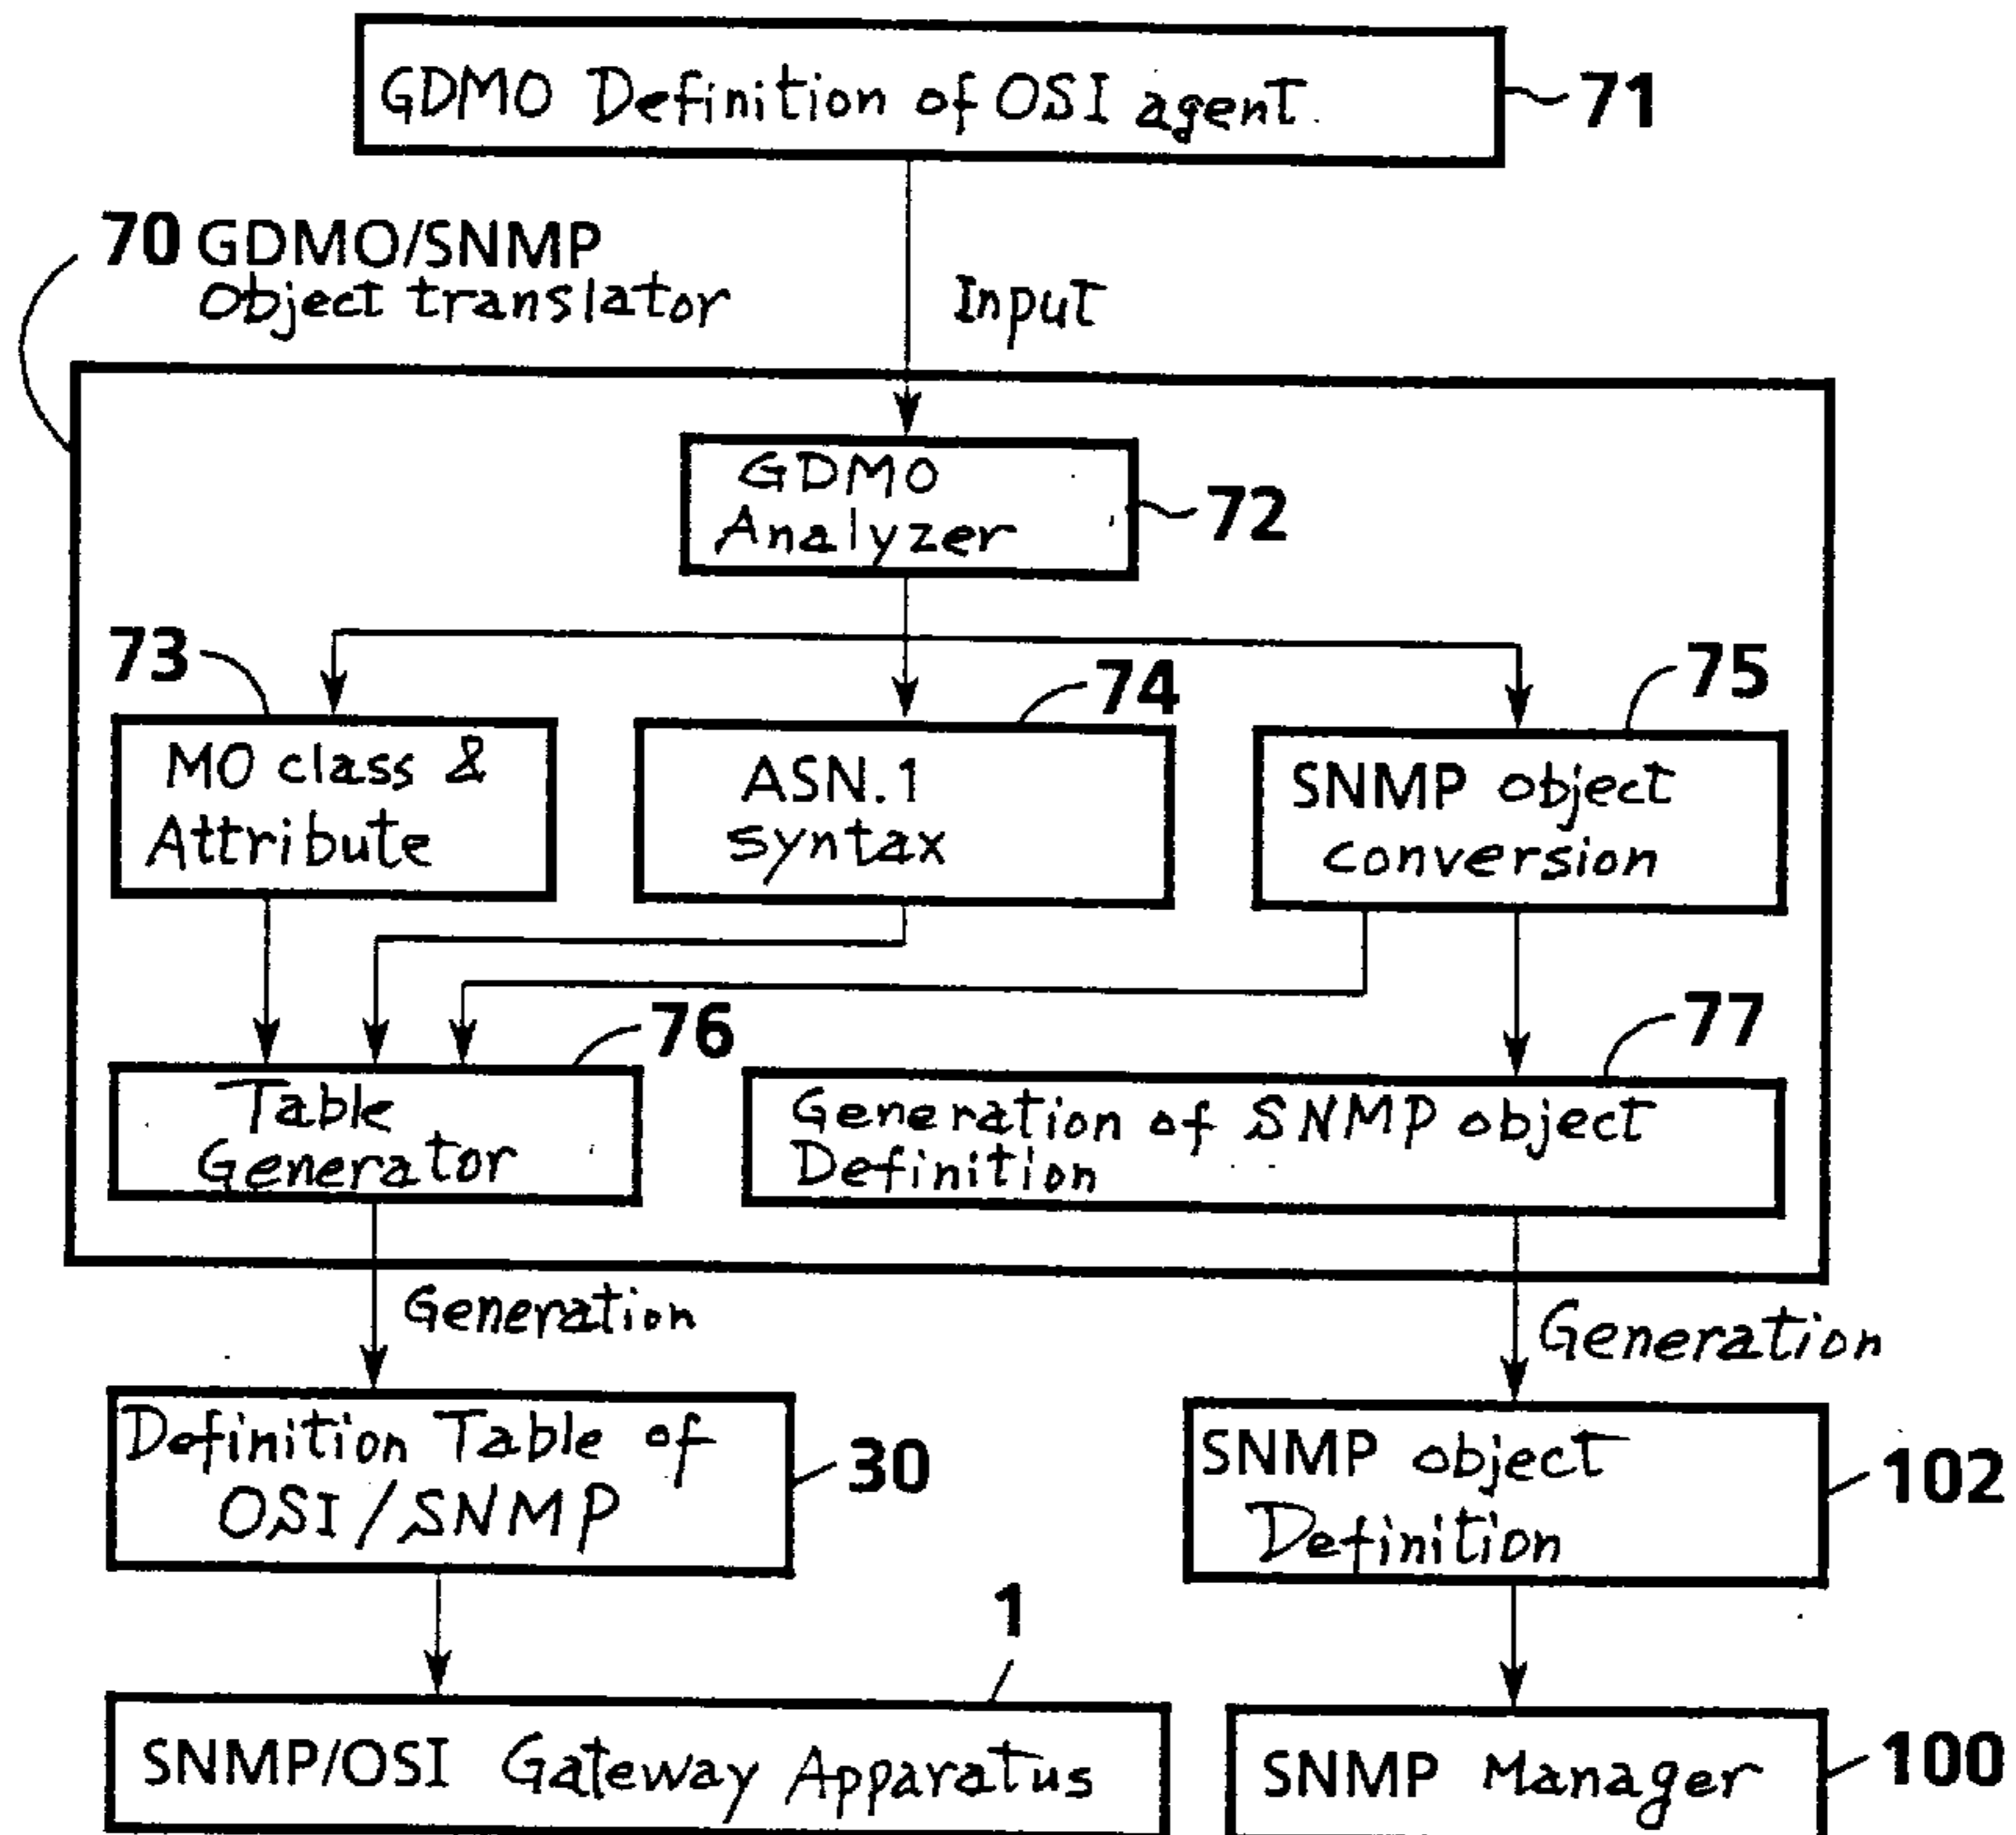 GDMO Definition of OSI agent
71
70 GDMO/SNMP
Object translator
Input
GDMO
Analyzer
72
73
74
75
MO class &
Attribute
ASN.1
syntax
SNMP object
conversion
76
77
Table
Generator
Generation of SNMP object
Definition
Generation
Generation
Definition Table of
OSI/SNMP
30
SNMP object
Definition
102
1
SNMP/OSI Gateway Apparatus
SNMP Manager
100